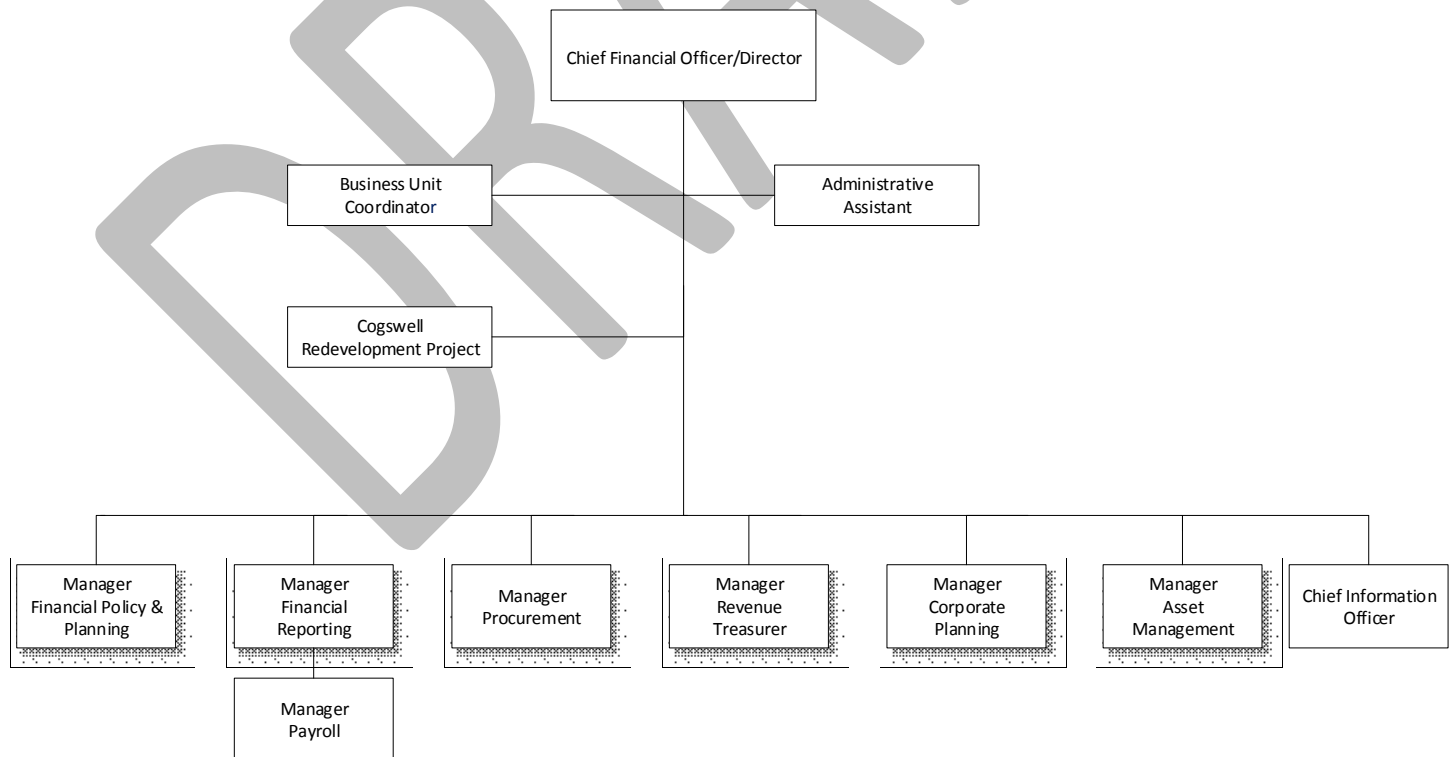 Chief Financial Officer/Director
Business Unit
Coordinator
Administrative
Assistant
Cogswell
Redevelopment Project
Manager
Financial Policy &
Planning
Manager
Financial
Reporting
Manager
Procurement
Manager
Revenue
Treasurer
Manager
Corporate
Planning
Manager
Asset
Management
Chief Information
Officer
Manager
Payroll